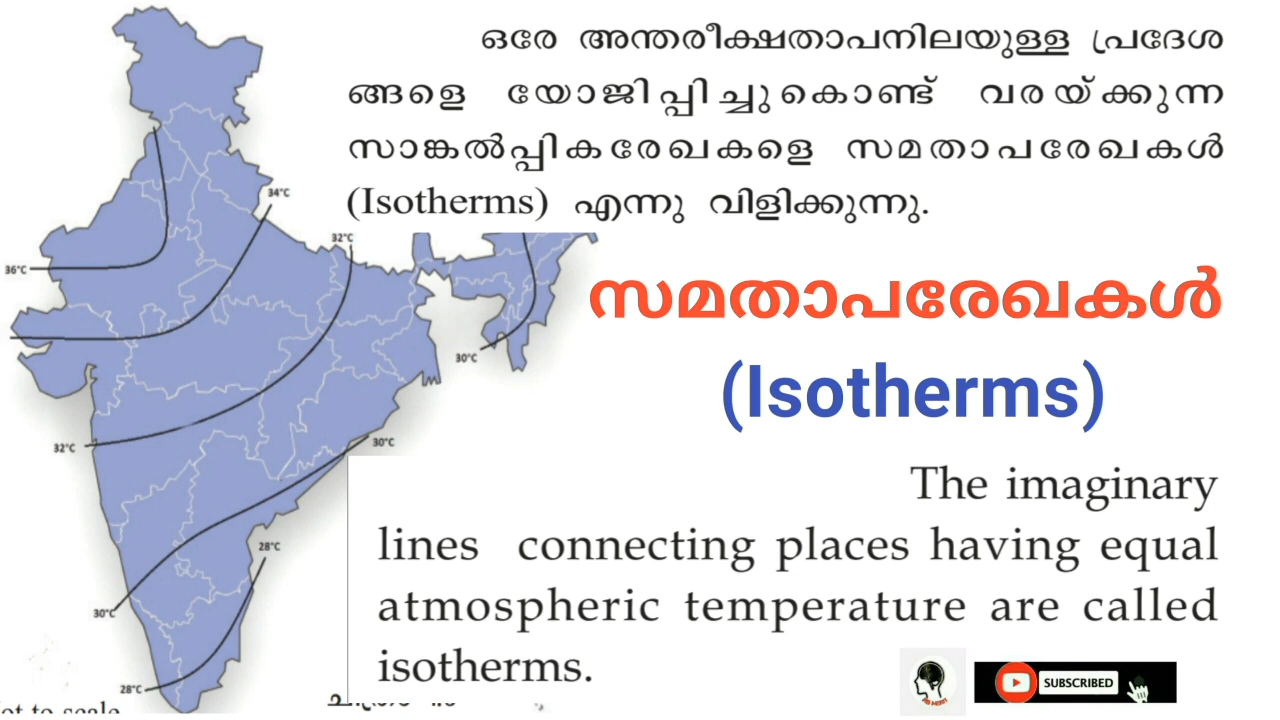 ഒരേ അന്തരീക്ഷതാപനിലയുള്ള പ്രദേശ
ങ്ങളെ യോജിപ്പിച്ചുകൊണ്ട് വരയ്ക്കുന്ന
സാങ്കൽപ്പികരേഖകളെ സമതാപരേഖകൾ
(Isotherms) എന്നു വിളിക്കുന്നു.
34°C
32°C
36°C
സമതാപരേഖകൾ
30°C
(Isotherms)
32°C
30°C
The imaginary
lines connecting places having equal
28°C
atmospheric temperature are called
30°C
isotherms.
28°C
SUBSCRIBED
to scale